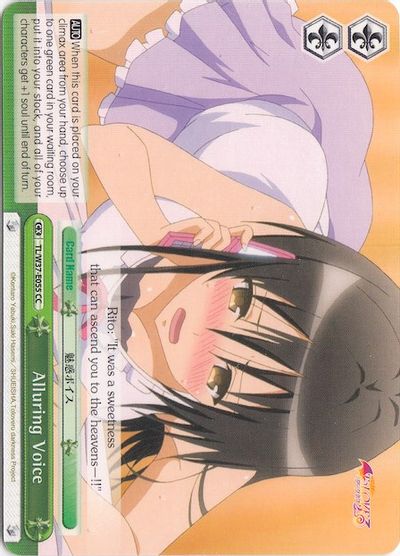 Rito: "It was a sweetness
that can ascend you to the heavens—!!"
AUTO When this card is placed on your
climax area from your hand, choose up
to one green card in your waiting room,
put it into your stock, and all of your
characters get +1 soul until end of turn.
Card Name 魅惑ボイス
CX TL/W37-E055 CC Alluring Voice